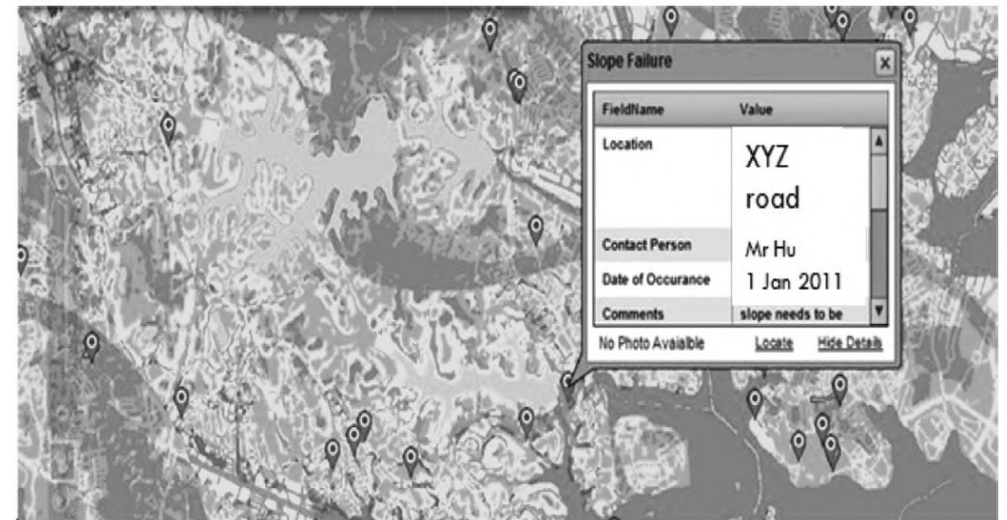 Slope Failure
FieldName Value
Location XYZ
road
Contact Person Mr Hu
Date of Occurance 1 Jan 2011
Comments slope needs to be
No Photo Avaialble Locate Hide Details